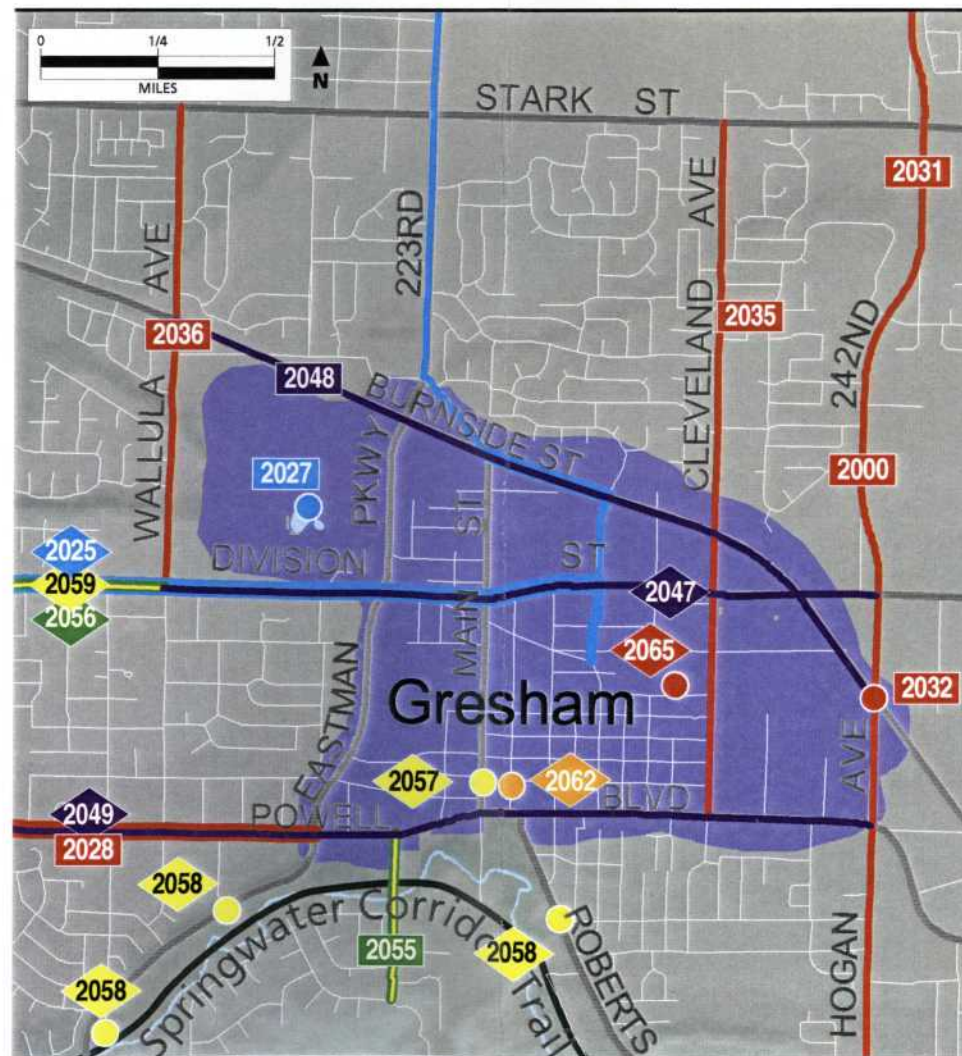 0 1/4 1/2
MILES
N
STARK ST
2031
223RD
AVE
AVE
2035
2036
242ND
2048
BURNSIDE ST
CLEVELAND
WALLULA
2027
PKWY
2000
ST
2025
DIVISION ST
2059
2047
2056
MAIN
2065
Gresham
2032
EASTMAN
2057
2062
AVE
2049
POWELL BLVD
2028
2058
Springwater Corridor Trail
2055
2058
ROBERTS
HOGAN
2058